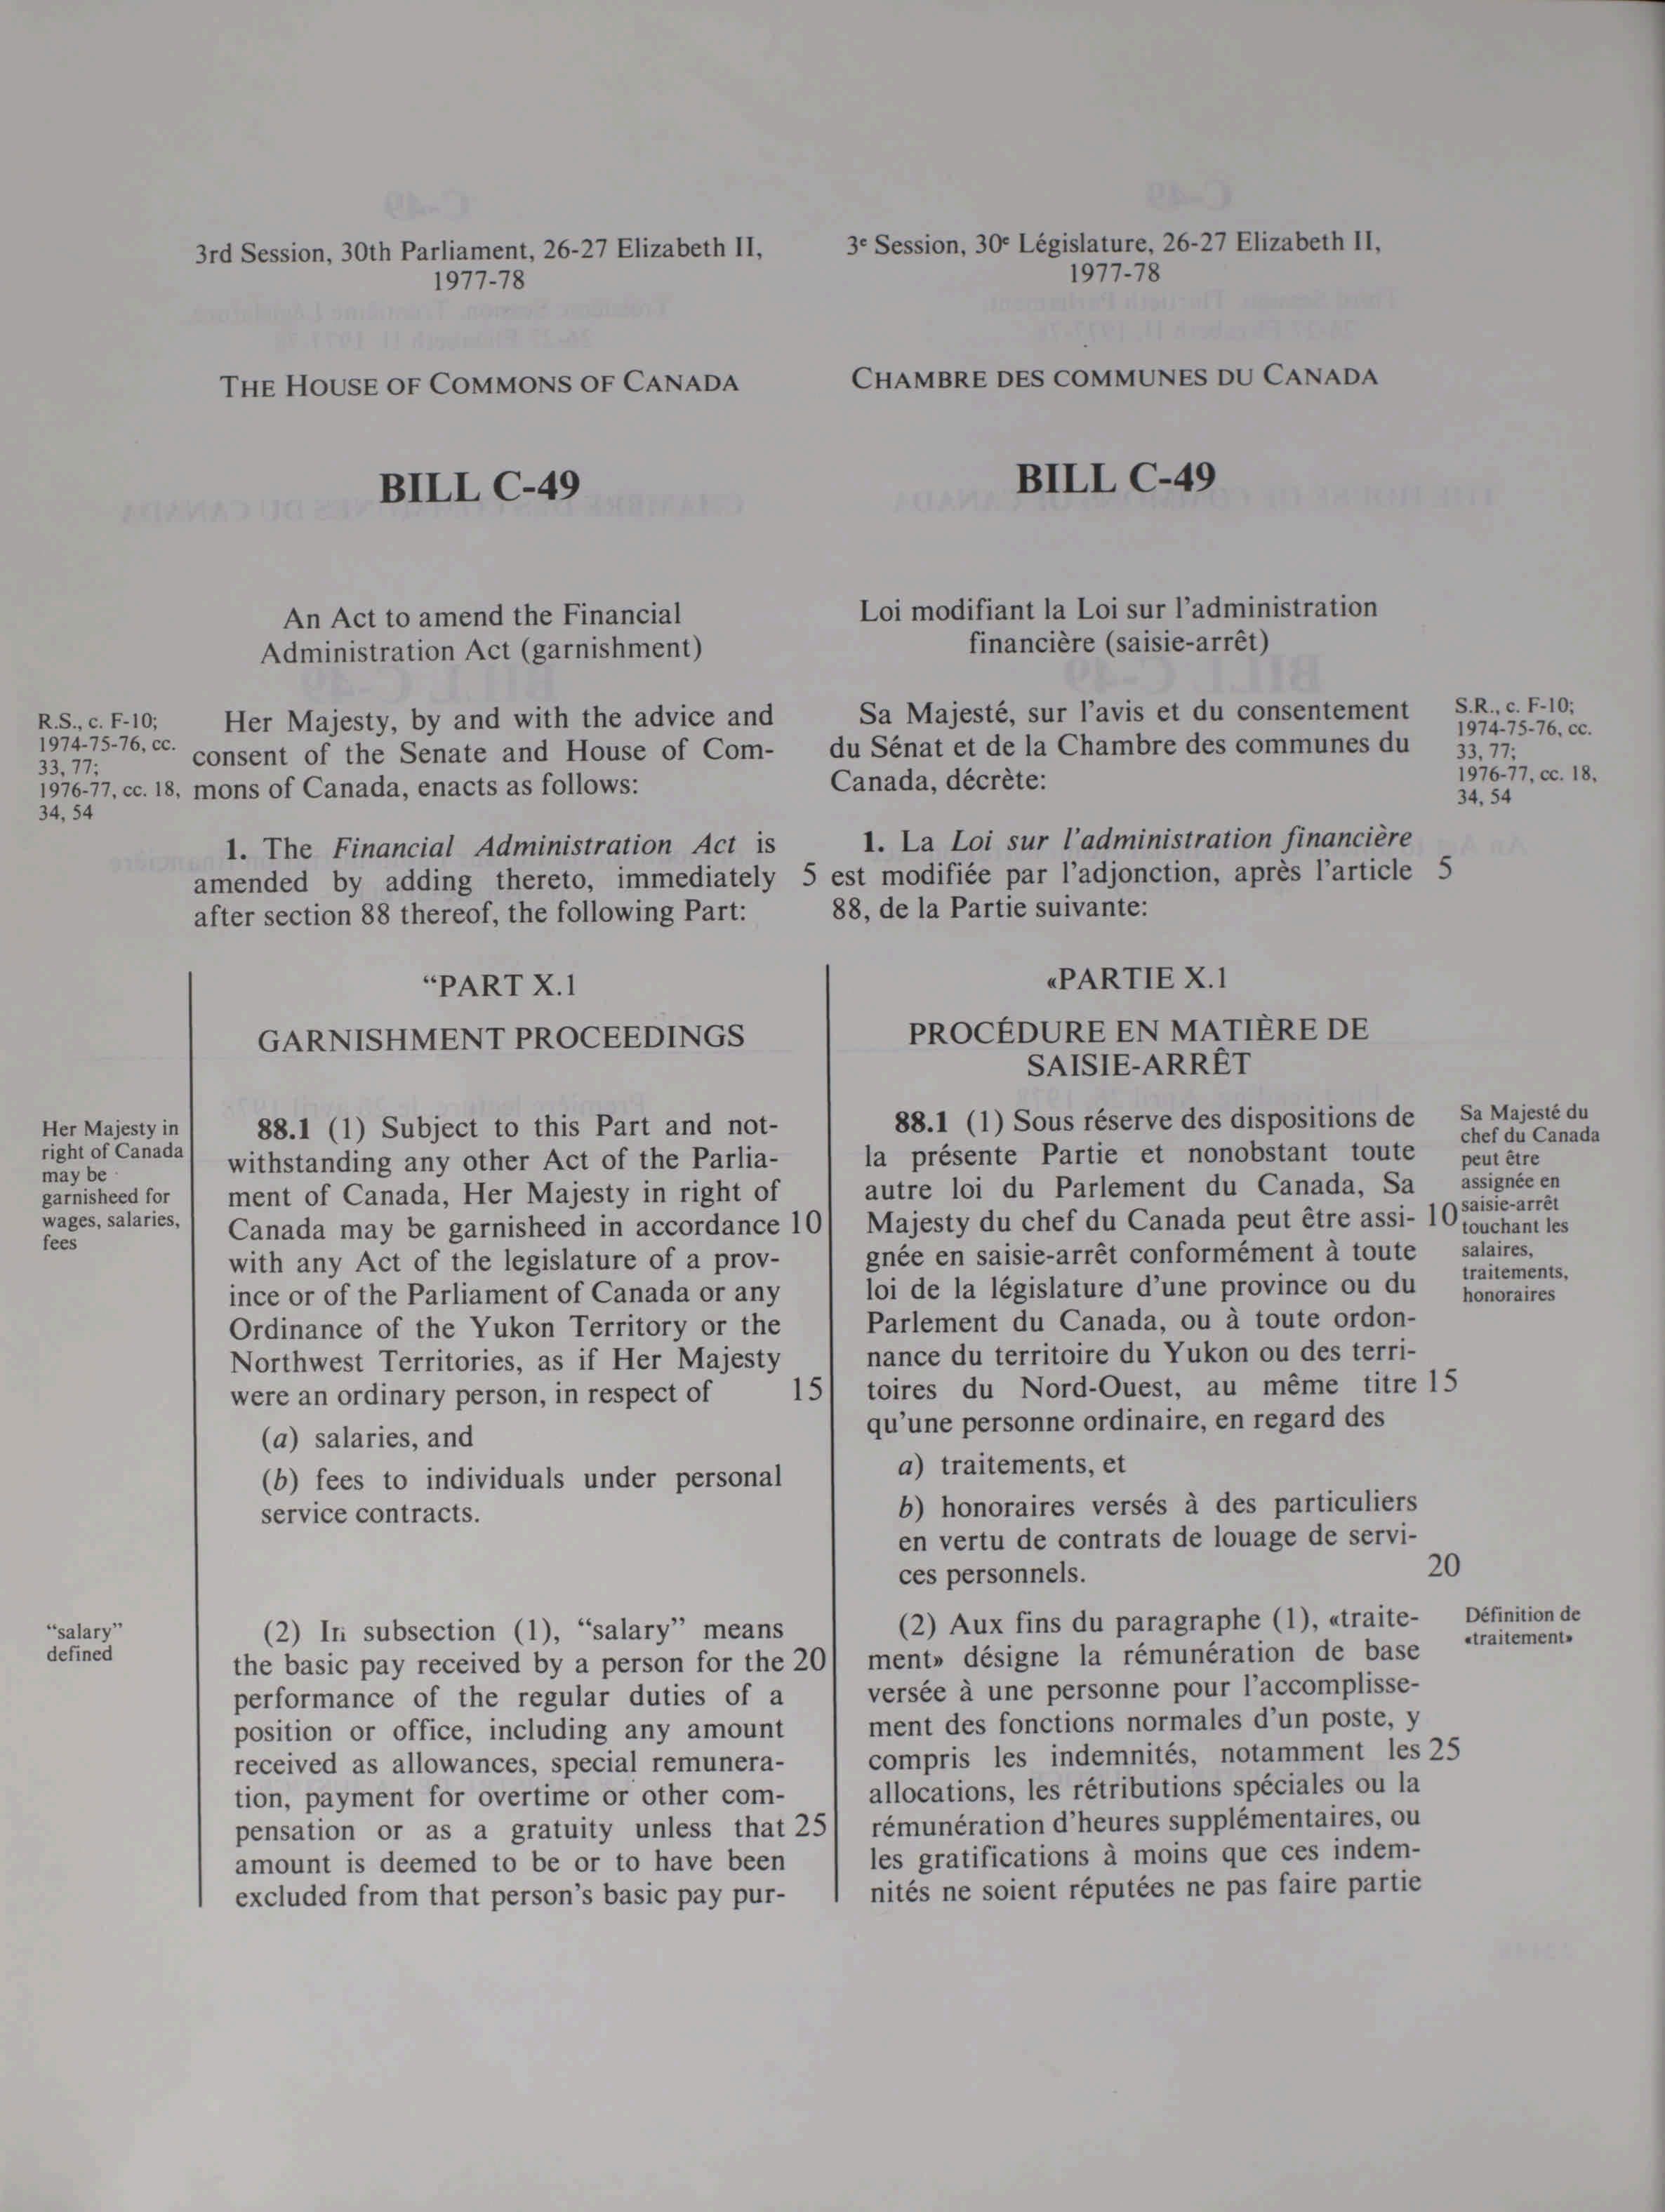 3rd Session, 30th Parliament, 26-27 Elizabeth II,
1977-78
THE HOUSE OF COMMONS OF CANADA
BILL C-49
An Act to amend the Financial
Administration Act (garnishment)
R.S., c. F-10;
1974-75-76, cc.
33, 77;
1976-77, cc. 18,
34, 54
Her Majesty, by and with the advice and
consent of the Senate and House of Com-
mons of Canada, enacts as follows:
1. The Financial Administration Act is
amended by adding thereto, immediately 5
after section 88 thereof, the following Part:
“PART X.1
GARNISHMENT PROCEEDINGS
Her Majesty in
right of Canada
may be
garnisheed for
wages, salaries,
fees
88.1 (1) Subject to this Part and not-
withstanding any other Act of the Parlia-
ment of Canada, Her Majesty in right of
Canada may be garnisheed in accordance 10
with any Act of the legislature of a prov-
ince or of the Parliament of Canada or any
Ordinance of the Yukon Territory or the
Northwest Territories, as if Her Majesty
were an ordinary person, in respect of 15
(a) salaries, and
(b) fees to individuals under personal
service contracts.
“salary”
defined
(2) In subsection (1), “salary” means
the basic pay received by a person for the 20
performance of the regular duties of a
position or office, including any amount
received as allowances, special remunera-
tion, payment for overtime or other com-
pensation or as a gratuity unless that 25
amount is deemed to be or to have been
excluded from that person’s basic pay pur-
3e Session, 30e Législature, 26-27 Elizabeth II,
1977-78
CHAMBRE DES COMMUNES DU CANADA
BILL C-49
Loi modifiant la Loi sur l’administration
financière (saisie-arrêt)
Sa Majesté, sur l’avis et du consentement
du Sénat et de la Chambre des communes du
Canada, décrète:
S.R., c. F-10;
1974-75-76, cc.
33, 77;
1976-77, cc. 18,
34, 54
1. La Loi sur l’administration financière
est modifiée par l’adjonction, après l’article 5
88, de la Partie suivante:
«PARTIE X.1
PROCÉDURE EN MATIÈRE DE
SAISIE-ARRÊT
88.1 (1) Sous réserve des dispositions de
la présente Partie et nonobstant toute
autre loi du Parlement du Canada, Sa
Majesty du chef du Canada peut être assi- 10
gnée en saisie-arrêt conformément à toute
loi de la législature d’une province ou du
Parlement du Canada, ou à toute ordon-
nance du territoire du Yukon ou des terri-
toires du Nord-Ouest, au même titre 15
qu’une personne ordinaire, en regard des
a) traitements, et
b) honoraires versés à des particuliers
en vertu de contrats de louage de servi-
ces personnels. 20
Sa Majesté du
chef du Canada
peut être
assignée en
saisie-arrêt
touchant les
salaires,
traitements,
honoraires
(2) Aux fins du paragraphe (1), «traite-
ment» désigne la rémunération de base
versée à une personne pour l’accomplisse-
ment des fonctions normales d’un poste, y
compris les indemnités, notamment les 25
allocations, les rétributions spéciales ou la
rémunération d’heures supplémentaires, ou
les gratifications à moins que ces indem-
nités ne soient réputées ne pas faire partie
Définition de
«traitement»